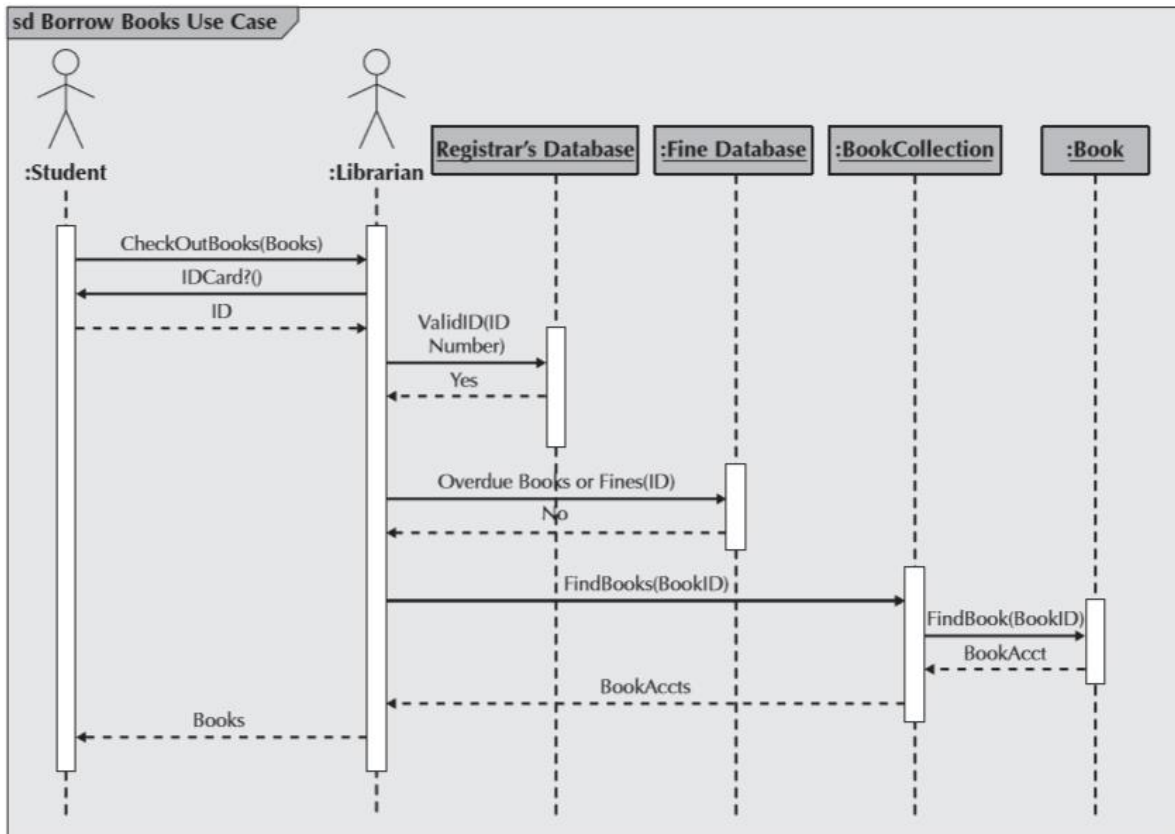 sd Borrow Books Use Case
:Student
:Librarian
Registrar's Database
:Fine Database
:BookCollection
:Book
CheckOutBooks(Books)
IDCard?()
ID
ValidID(ID
Number)
Yes
Overdue Books or Fines(ID)
No
FindBooks(BookID)
FindBook(BookID)
BookAcct
BookAccts
Books